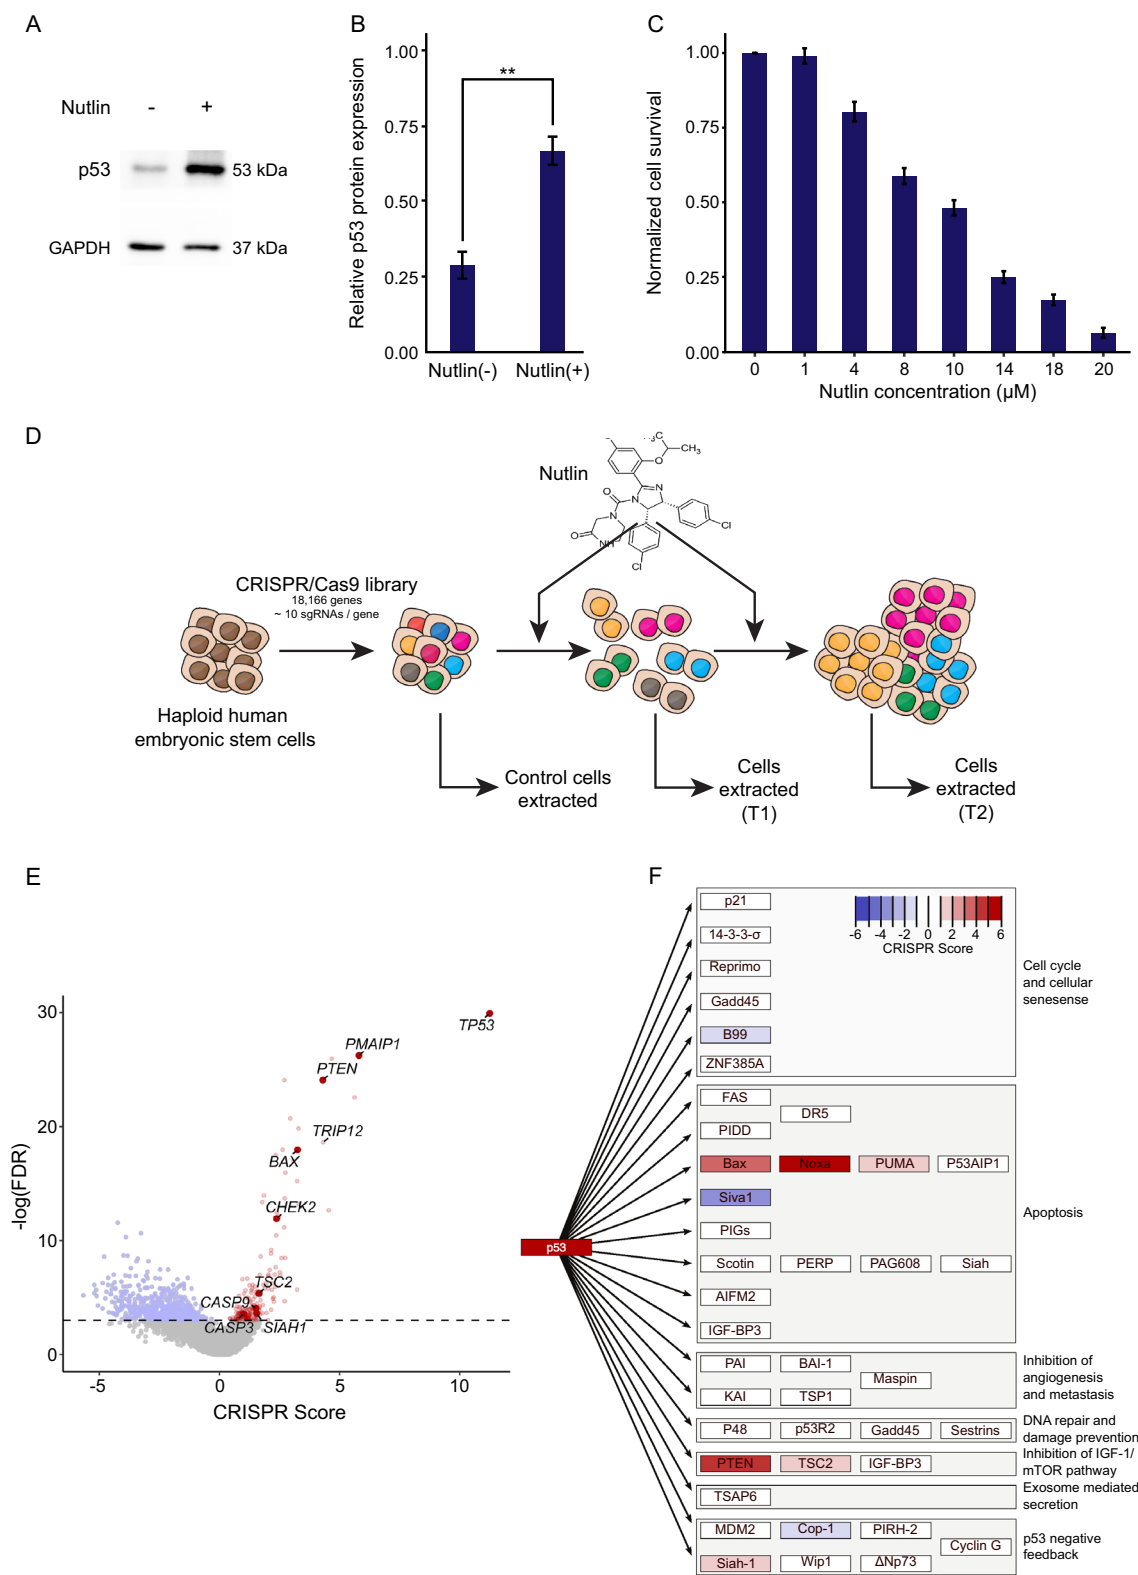 A
Nutlin - +
p53 53 kDa
GAPDH 37 kDa
B
Relative p53 protein expression
1.00
0.75
0.50
0.25
0.00
**
Nutlin(-) Nutlin(+)
C
Normalized cell survival
1.00
0.75
0.50
0.25
0.00
0 1 4 8 10 14 18 20
Nutlin concentration (µM)
D
Nutlin
CH₃
O
O
N
N
N
O
NH
Cl
Cl
CRISPR/Cas9 library
18,166 genes
~ 10 sgRNAs / gene
Haploid human
embryonic stem cells
Control cells
extracted
Cells
extracted
(T1)
Cells
extracted
(T2)
E
-log(FDR)
30
20
10
0
TP53
PMAIP1
PTEN
TRIP12
BAX
CHEK2
TSC2
CASP9
CASP3 SIAH1
-5 0 5 10
CRISPR Score
F
p53
-6 -4 -2 0 2 4 6
CRISPR Score
p21
14-3-3-σ
Reprimo
Gadd45
B99
ZNF385A
Cell cycle
and cellular
senesense
FAS
DR5
PIDD
Bax Noxa PUMA P53AIP1
Siva1
PIGs
Scotin PERP PAG608 Siah
AIFM2
IGF-BP3
Apoptosis
PAI BAI-1
Maspin
KAI TSP1
Inhibition of
angiogenesis
and metastasis
P48 p53R2 Gadd45 Sestrins
DNA repair and
damage prevention
PTEN TSC2 IGF-BP3
Inhibition of IGF-1/
mTOR pathway
TSAP6
Exosome mediated
secretion
MDM2 Cop-1 PIRH-2
Cyclin G
Siah-1 Wip1 ΔNp73
p53 negative
feedback